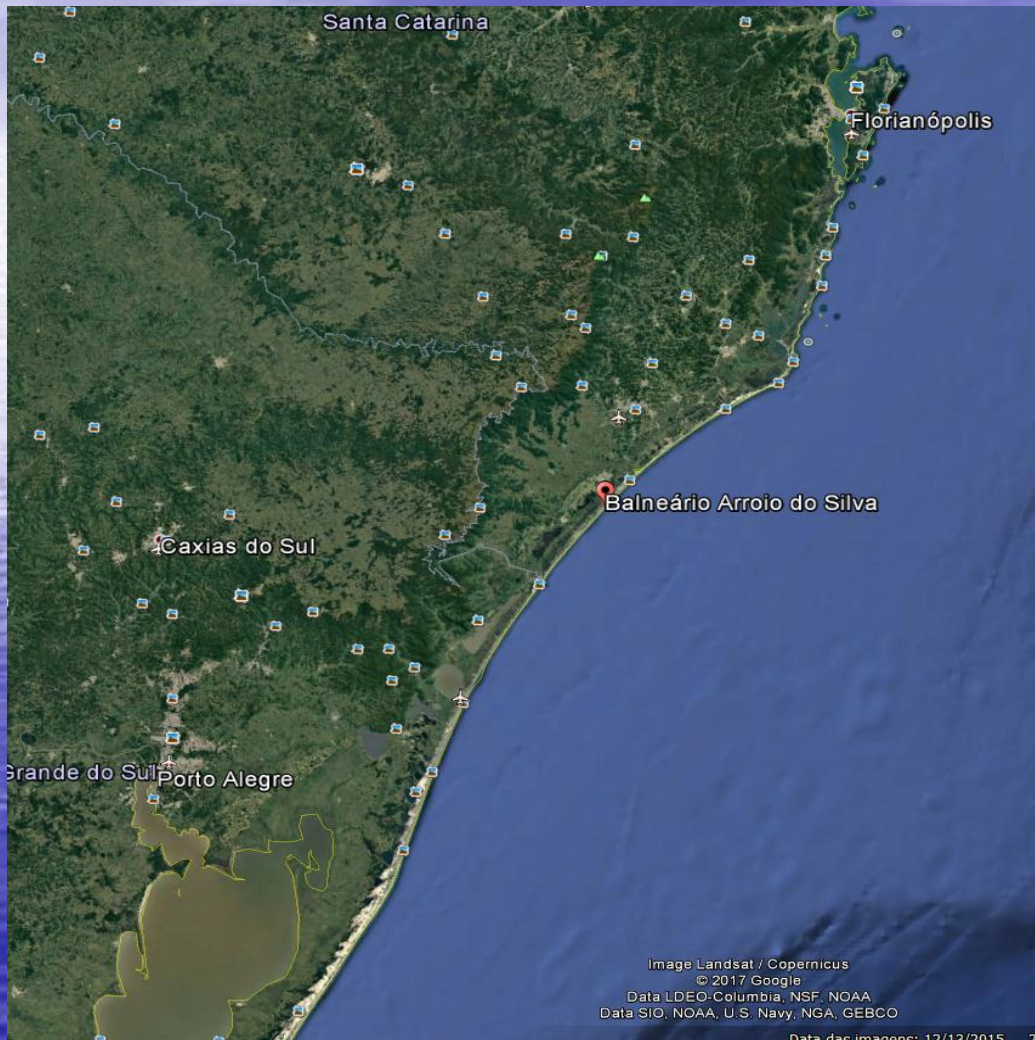 Santa Catarina
Florianópolis
Balneário Arroio do Silva
Caxias do Sul
Grande do Sul
Porto Alegre
Image Landsat / Copernicus
© 2017 Google
Data LDEO-Columbia, NSF, NOAA
Data SIO, NOAA, U.S. Navy, NGA, GEBCO
Data das imagens: 12/13/2015